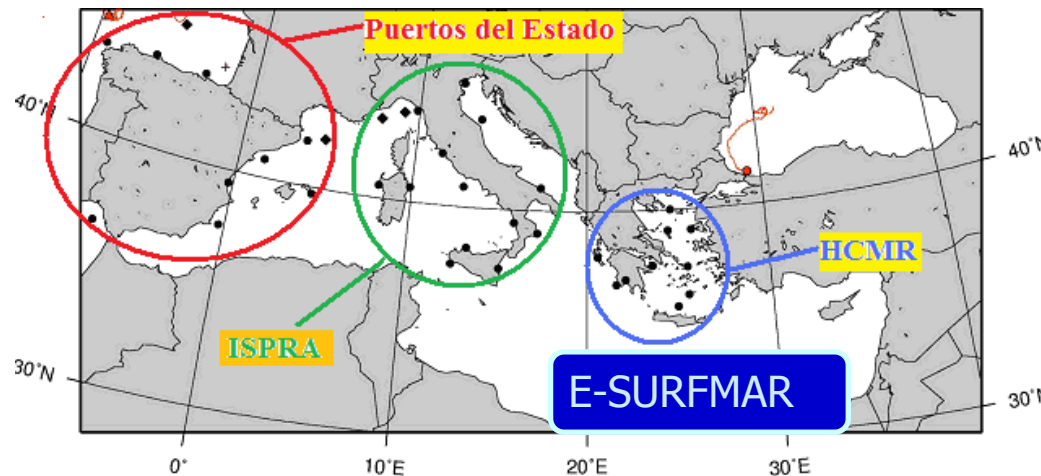 Puertos del Estado
40°N
40°N
HCMR
ISPRA
30°N
E-SURFMAR
30°N
0°
10°E
20°E
30°E